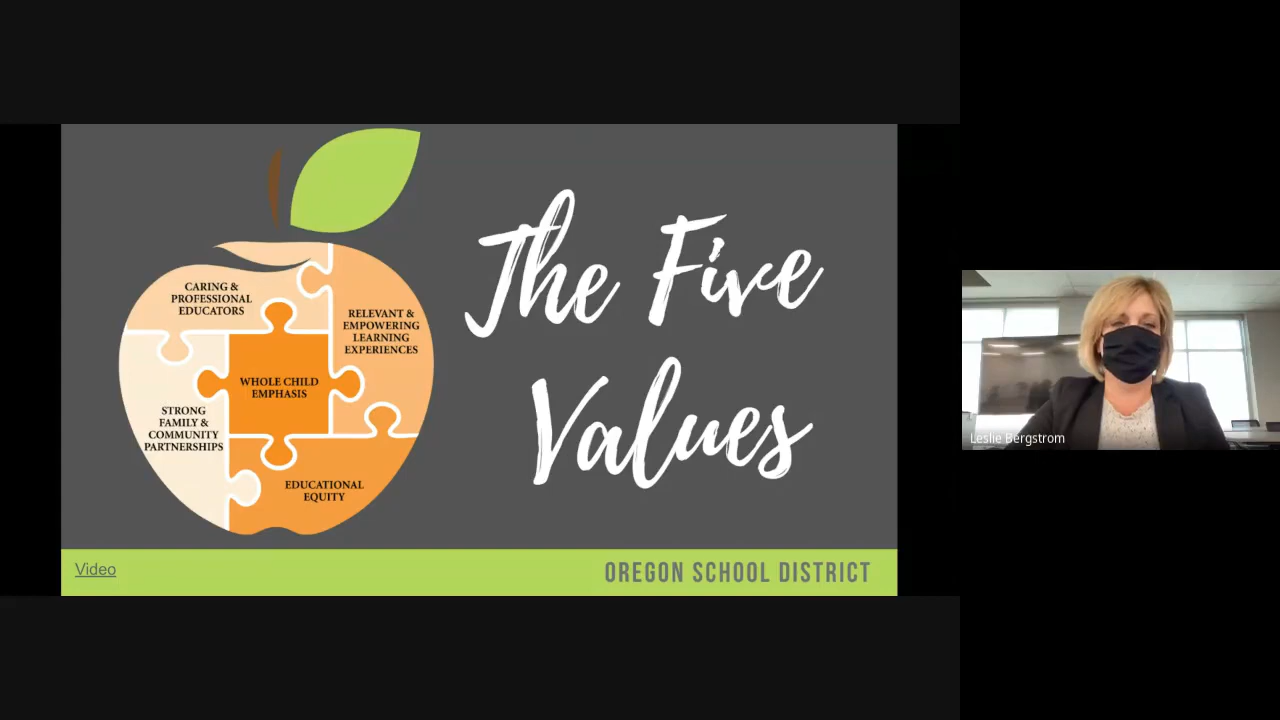 CARING &
PROFESSIONAL
EDUCATORS
RELEVANT &
EMPOWERING
LEARNING
EXPERIENCES
WHOLE CHILD
EMPHASIS
STRONG
FAMILY &
COMMUNITY
PARTNERSHIPS
EDUCATIONAL
EQUITY
The Five
Values
Video
OREGON SCHOOL DISTRICT
Leslie Bergstrom